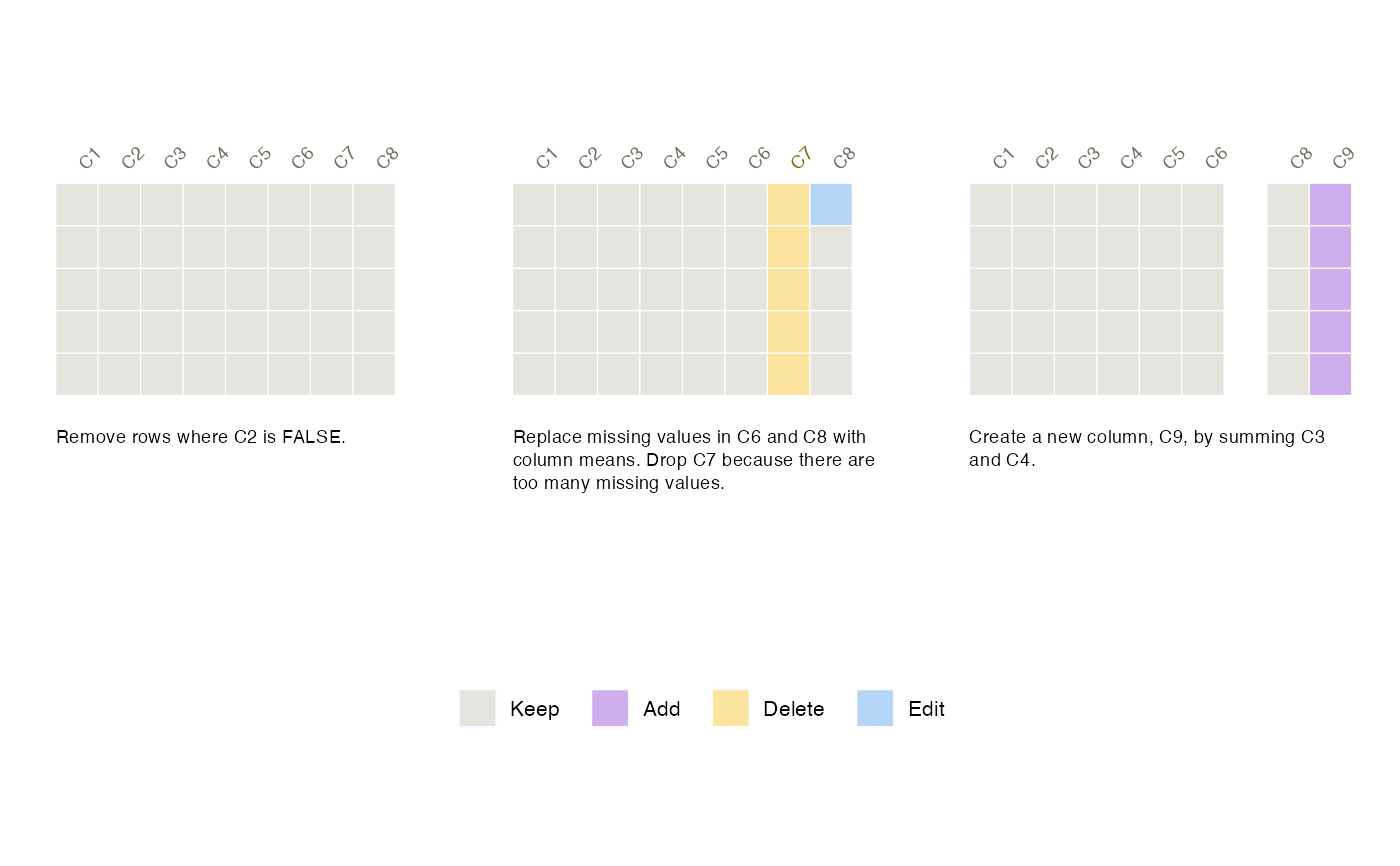 C1 C2 C3 C4 C5 C6 C7 C8
C1 C2 C3 C4 C5 C6 C7 C8
C1 C2 C3 C4 C5 C6 C8 C9
Remove rows where C2 is FALSE.
Replace missing values in C6 and C8 with
column means. Drop C7 because there are
too many missing values.
Create a new column, C9, by summing C3
and C4.
Keep Add Delete Edit